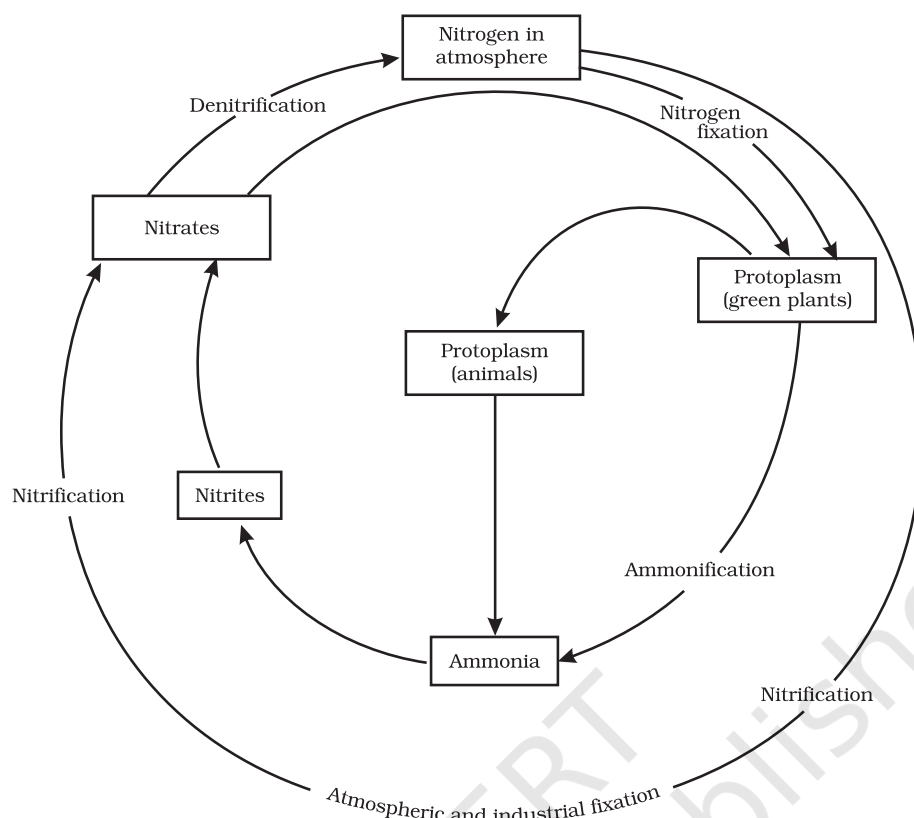 Nitrogen in
atmosphere
Denitrification
Nitrogen
fixation
Nitrates
Protoplasm
(green plants)
Protoplasm
(animals)
Nitrification
Nitrites
Ammonification
Ammonia
Nitrification
Atmospheric and industrial fixation